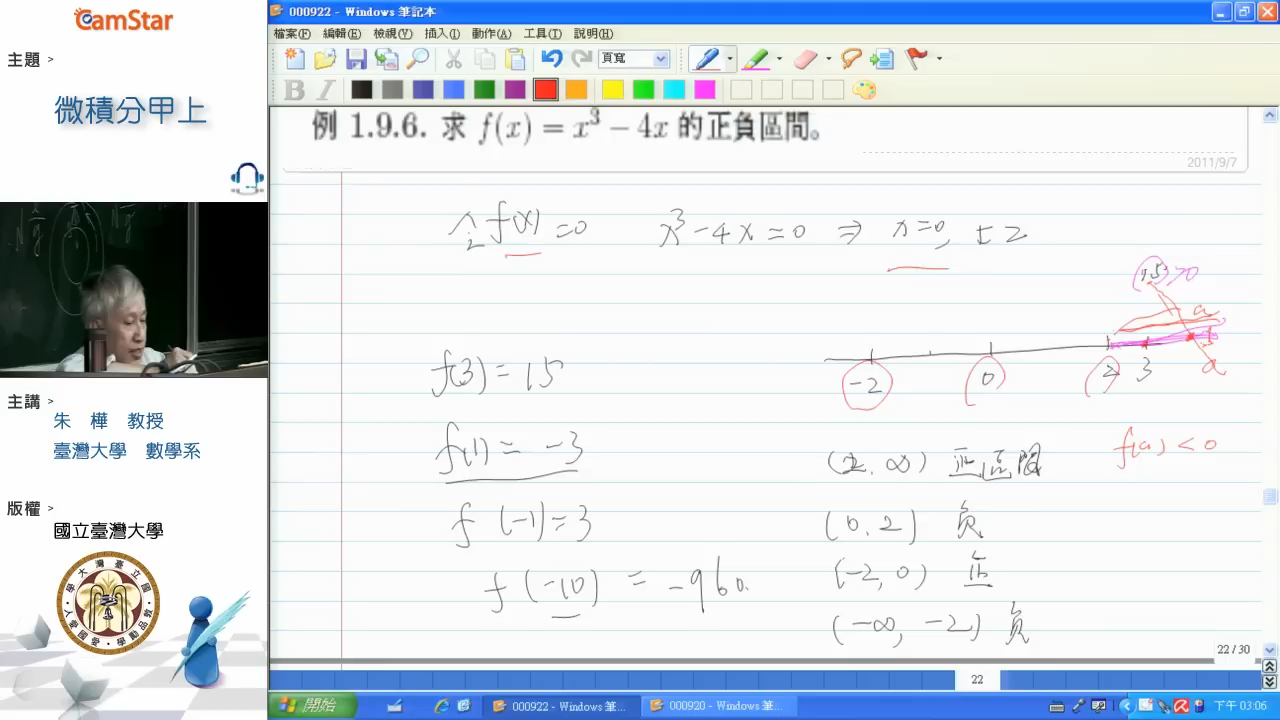 CamStar
主題 >
微積分甲上
主講 >
朱 樺 教授
臺灣大學 數學系
版權 >
國立臺灣大學
000922 - Windows 筆記本
檔案(F) 編輯(E) 檢視(V) 插入(I) 動作(A) 工具(T) 說明(H)
頁寬
B I
例 1.9.6. 求 f(x) = x³ − 4x 的正負區間。
2011/9/7
令 f(x) = 0 x³ − 4x = 0 ⇒ x = 0, ±2
1.5 > 0
a
-2 0 2 3 a
f(3) = 15
f(a) < 0
f(1) = −3
(2, ∞) 正區間
f(-1) = 3
(0, 2) 負
f(-10) = -960.
(-2, 0) 正
(-∞, -2) 負
22 / 30
22
開始
000922 - Windows 筆...
000920 - Windows 筆...
下午 03:06